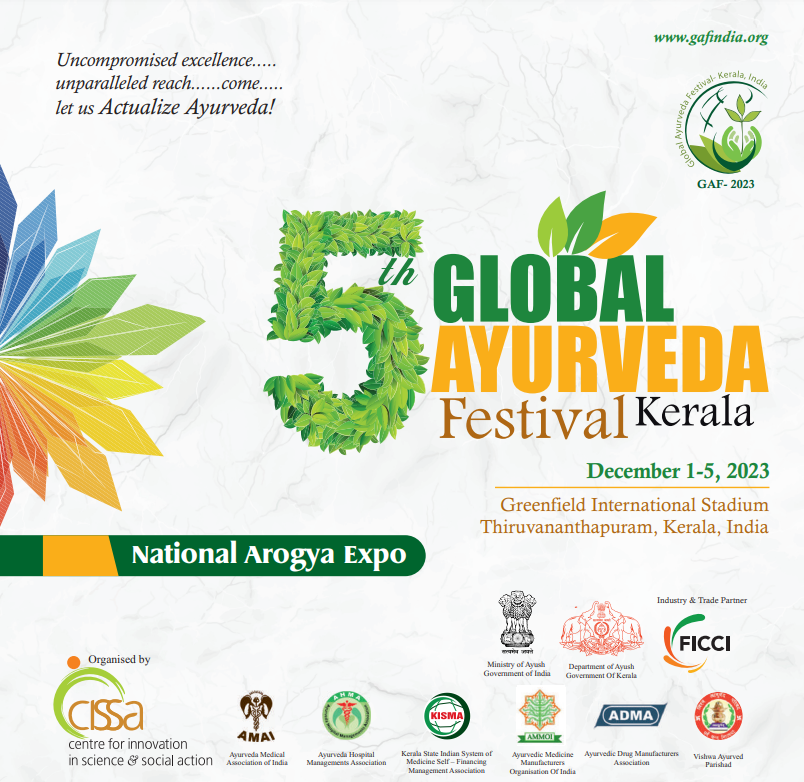 www.gafindia.org
Uncompromised excellence.....
unparalleled reach......come.....
let us Actualize Ayurveda!
Global Ayurveda Festival- Kerala, India
GAF- 2023
5th
GLOBAL
AYURVEDA
Festival Kerala
December 1-5, 2023
Greenfield International Stadium
Thiruvananthapuram, Kerala, India
National Arogya Expo
सत्यमेव जयते
Ministry of Ayush
Government of India
Department of Ayush
Government Of Kerala
Industry & Trade Partner
FICCI
Organised by
cissa
centre for innovation
in science & social action
AMAI
Ayurveda Medical
Association of India
AHMA
Ayurveda Hospital
Managements Association
KISMA
Kerala State Indian System of
Medicine Self – Financing
Management Association
AMMOI
Ayurvedic Medicine
Manufacturers
Organisation Of India
ADMA
Ayurvedic Drug Manufacturers
Association
Vishwa Ayurved
Parishad